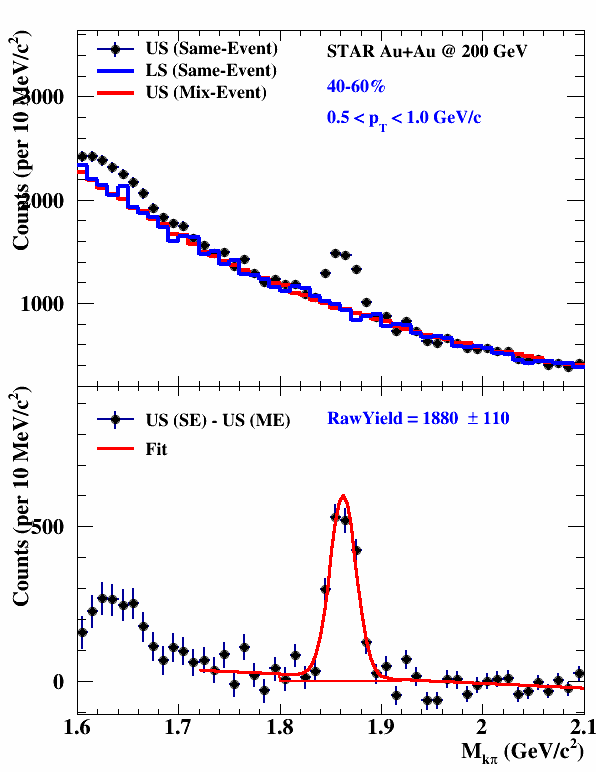 US (Same-Event)
LS (Same-Event)
US (Mix-Event)
STAR Au+Au @ 200 GeV
40-60%
0.5 < p_T < 1.0 GeV/c
Counts (per 10 MeV/c²)
3000
2000
1000
US (SE) - US (ME)
Fit
RawYield = 1880 ± 110
Counts (per 10 MeV/c²)
500
0
1.6 1.7 1.8 1.9 2 2.1
M_kπ (GeV/c²)